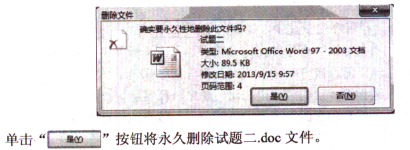 删除文件
确实要永久性地删除此文件吗?
试题二
类型: Microsoft Office Word 97 - 2003 文档
大小: 89.5 KB
修改日期: 2013/9/15 9:57
页码范围: 4
是(Y) 否(N)
单击“ 是(Y) ”按钮将永久删除试题二.doc 文件。